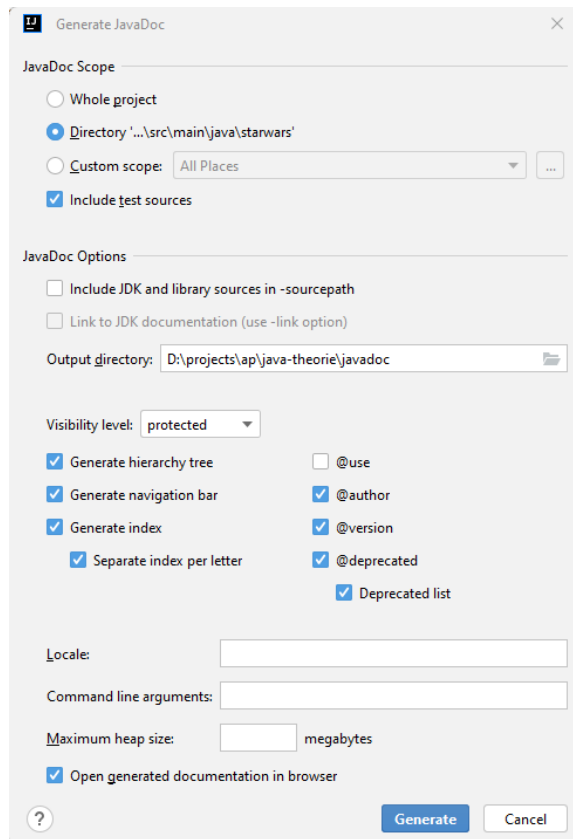 IJ
Generate JavaDoc
JavaDoc Scope
Whole project
Directory '...\src\main\java\starwars'
Custom scope: All Places ...
Include test sources
JavaDoc Options
Include JDK and library sources in -sourcepath
Link to JDK documentation (use -link option)
Output directory: D:\projects\ap\java-theorie\javadoc
Visibility level: protected
Generate hierarchy tree @use
Generate navigation bar @author
Generate index @version
Separate index per letter @deprecated
Deprecated list
Locale:
Command line arguments:
Maximum heap size: megabytes
Open generated documentation in browser
? Generate Cancel